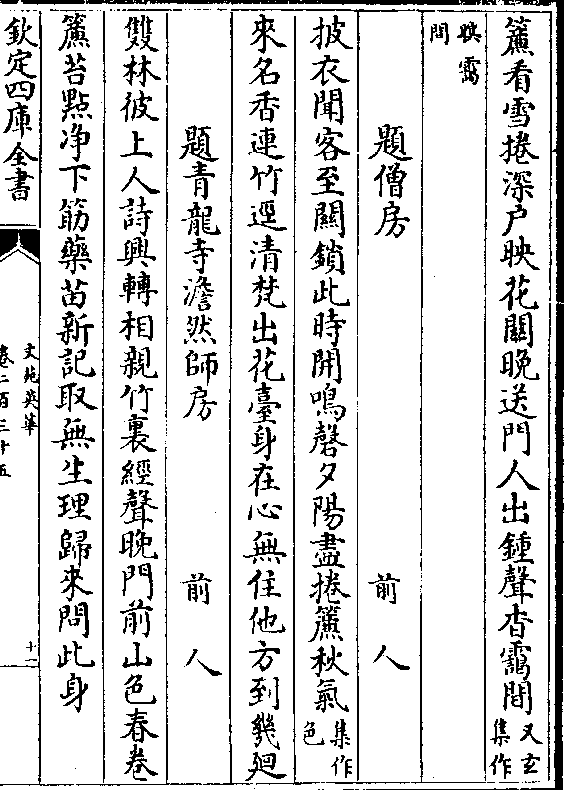 簾看雪捲深户映花關晚送門人出鍾聲杳靄間又玄集作
暝靄間
題僧房 前人
披衣聞客至關鎖此時開鳴磬夕陽盡捲簾秋氣集作色
來名香連竹逕清梵出花臺身在心無住他方到幾廻
題青龍寺澹然師房 前人
雙林彼上人詩興轉相親竹裏經聲晚門前山色春卷
簾苔點净下筯藥苗新記取無生理歸來問此身
欽定四庫全書
文苑英華
卷二百三十五